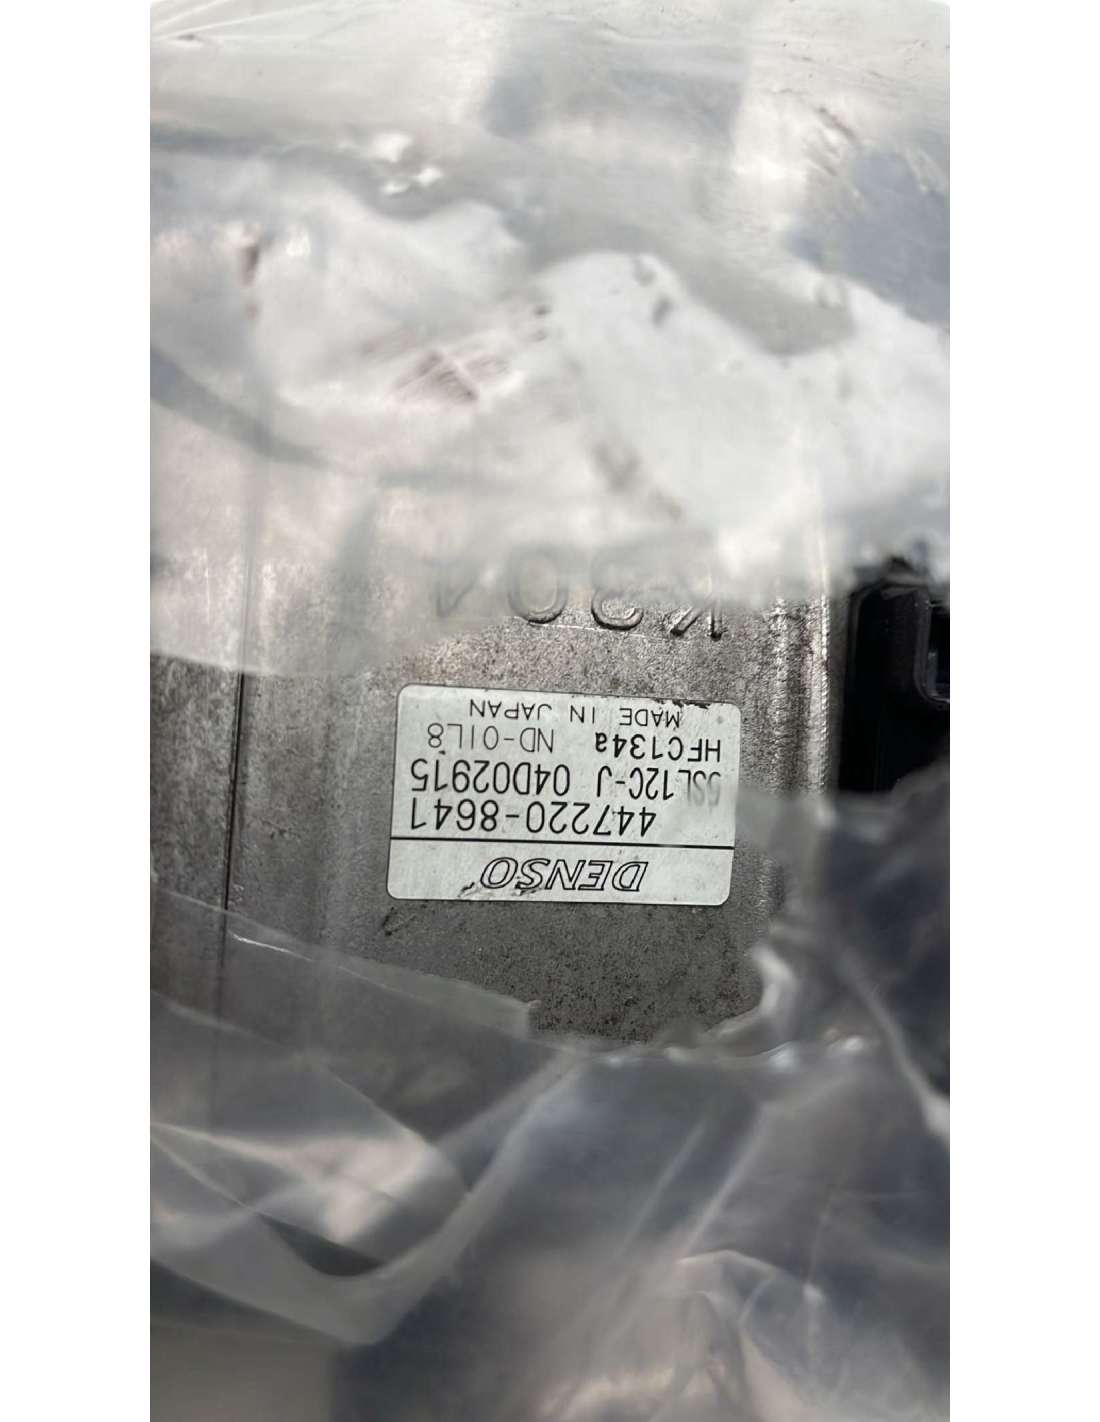 DENSO
447220-8641
6SL12C-J 04D02915
HFC134a ND-OIL8
MADE IN JAPAN